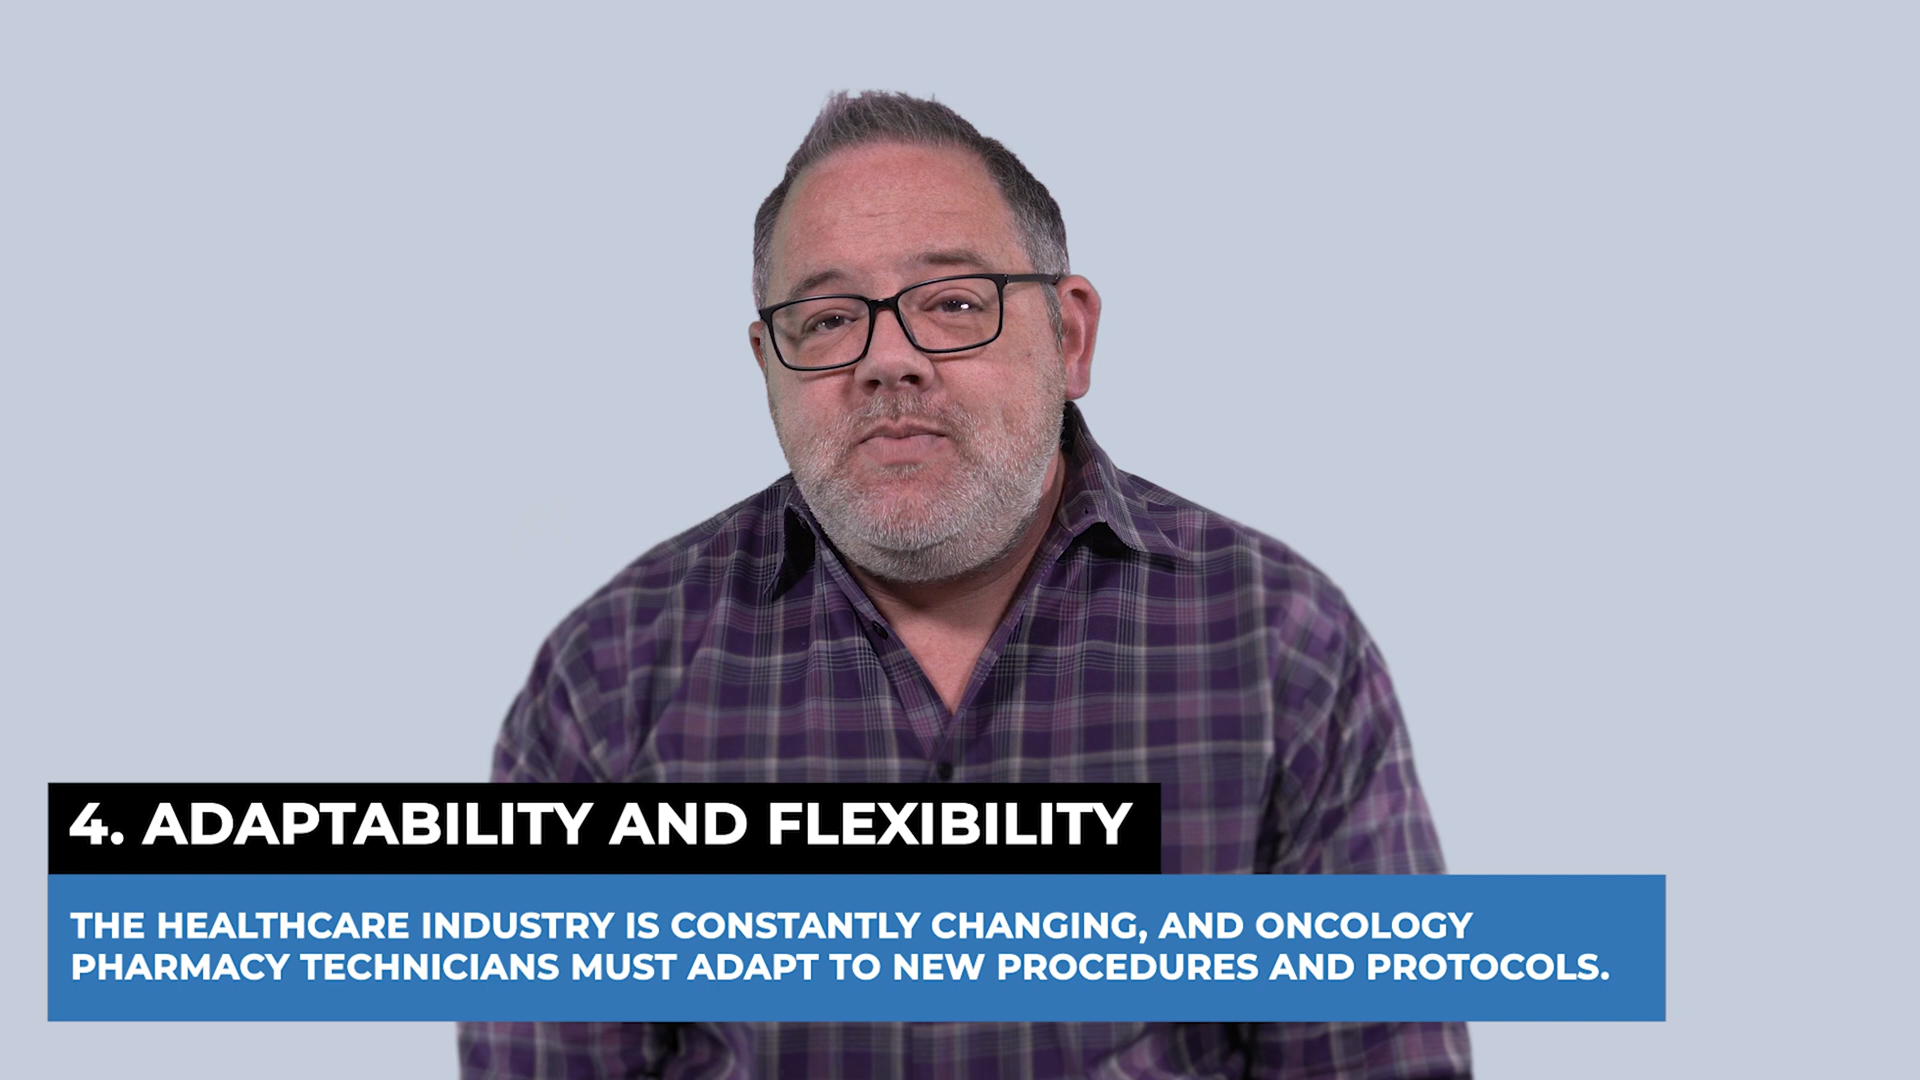 4. ADAPTABILITY AND FLEXIBILITY
THE HEALTHCARE INDUSTRY IS CONSTANTLY CHANGING, AND ONCOLOGY
PHARMACY TECHNICIANS MUST ADAPT TO NEW PROCEDURES AND PROTOCOLS.